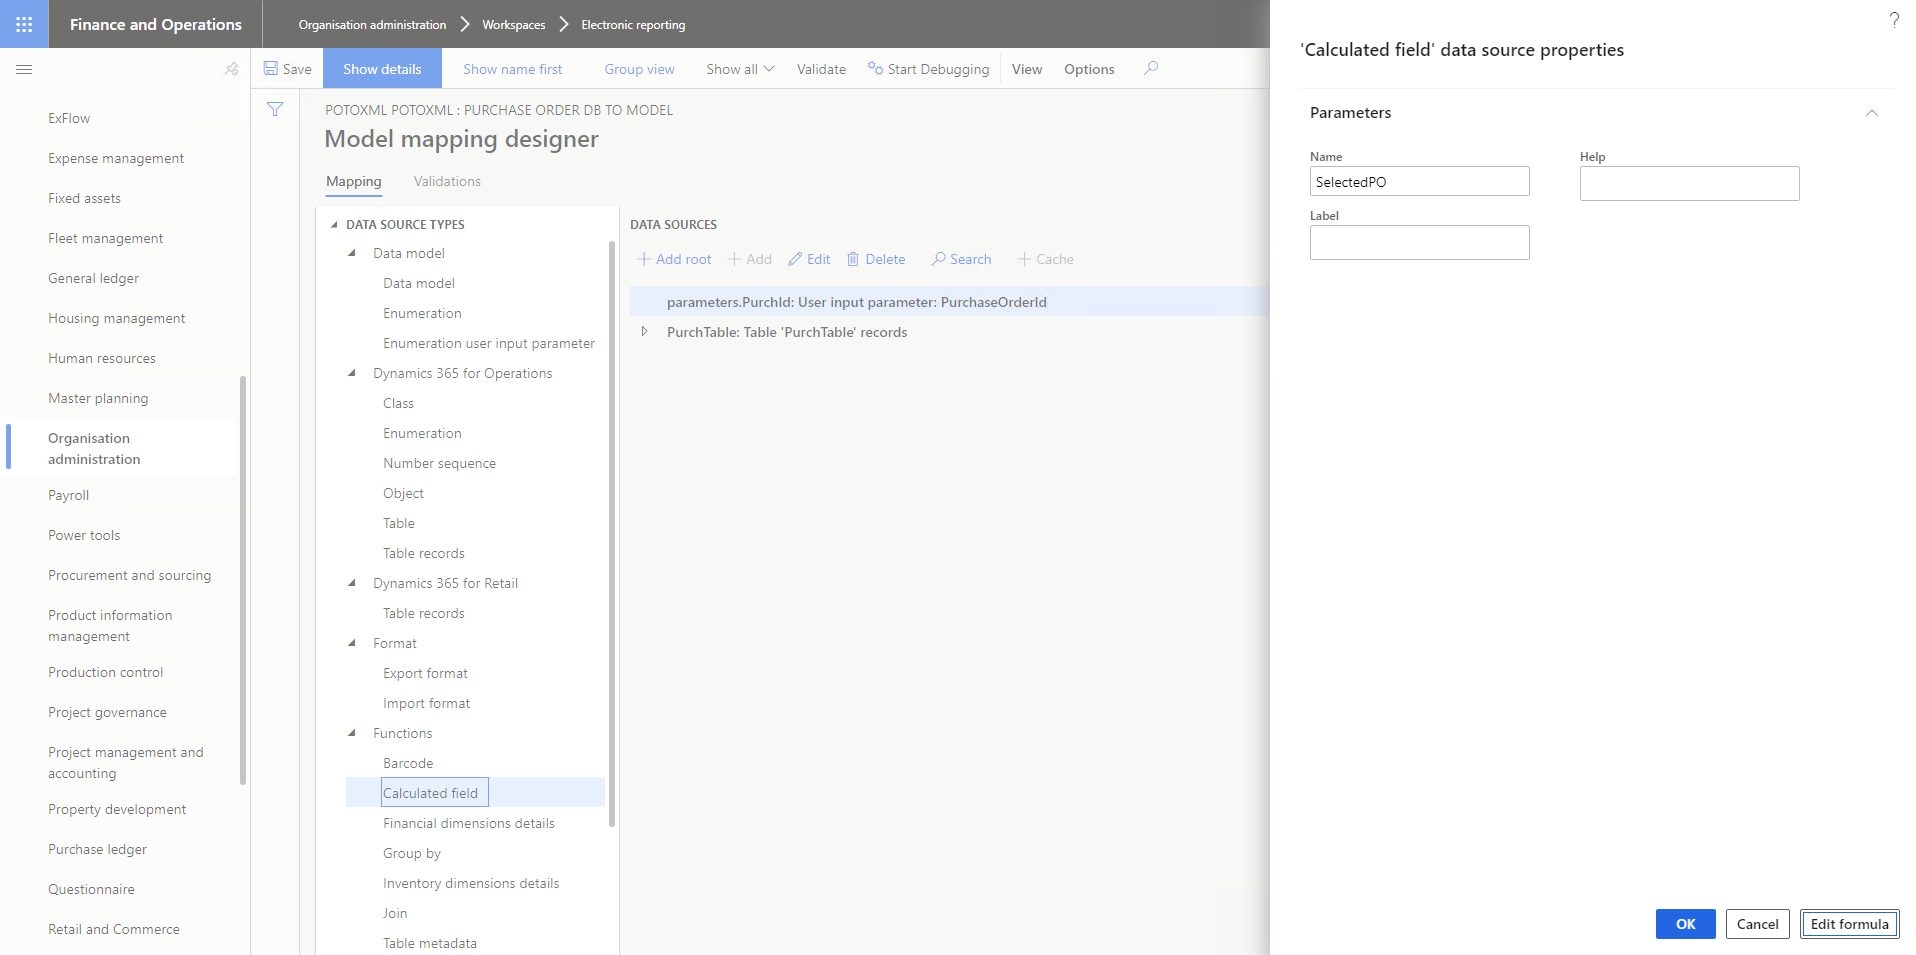 Finance and Operations
Organisation administration
Workspaces
Electronic reporting
?
Save
Show details
Show name first
Group view
Show all
Validate
Start Debugging
View
Options
ExFlow
Expense management
Fixed assets
Fleet management
General ledger
Housing management
Human resources
Master planning
Organisation
administration
Payroll
Power tools
Procurement and sourcing
Product information
management
Production control
Project governance
Project management and
accounting
Property development
Purchase ledger
Questionnaire
Retail and Commerce
POTOXML POTOXML : PURCHASE ORDER DB TO MODEL
Model mapping designer
Mapping
Validations
DATA SOURCE TYPES
Data model
Data model
Enumeration
Enumeration user input parameter
Dynamics 365 for Operations
Class
Enumeration
Number sequence
Object
Table
Table records
Dynamics 365 for Retail
Table records
Format
Export format
Import format
Functions
Barcode
Calculated field
Financial dimensions details
Group by
Inventory dimensions details
Join
Table metadata
DATA SOURCES
Add root
Add
Edit
Delete
Search
Cache
parameters.PurchId: User input parameter: PurchaseOrderId
PurchTable: Table 'PurchTable' records
'Calculated field' data source properties
Parameters
Name
SelectedPO
Help
Label
OK
Cancel
Edit formula